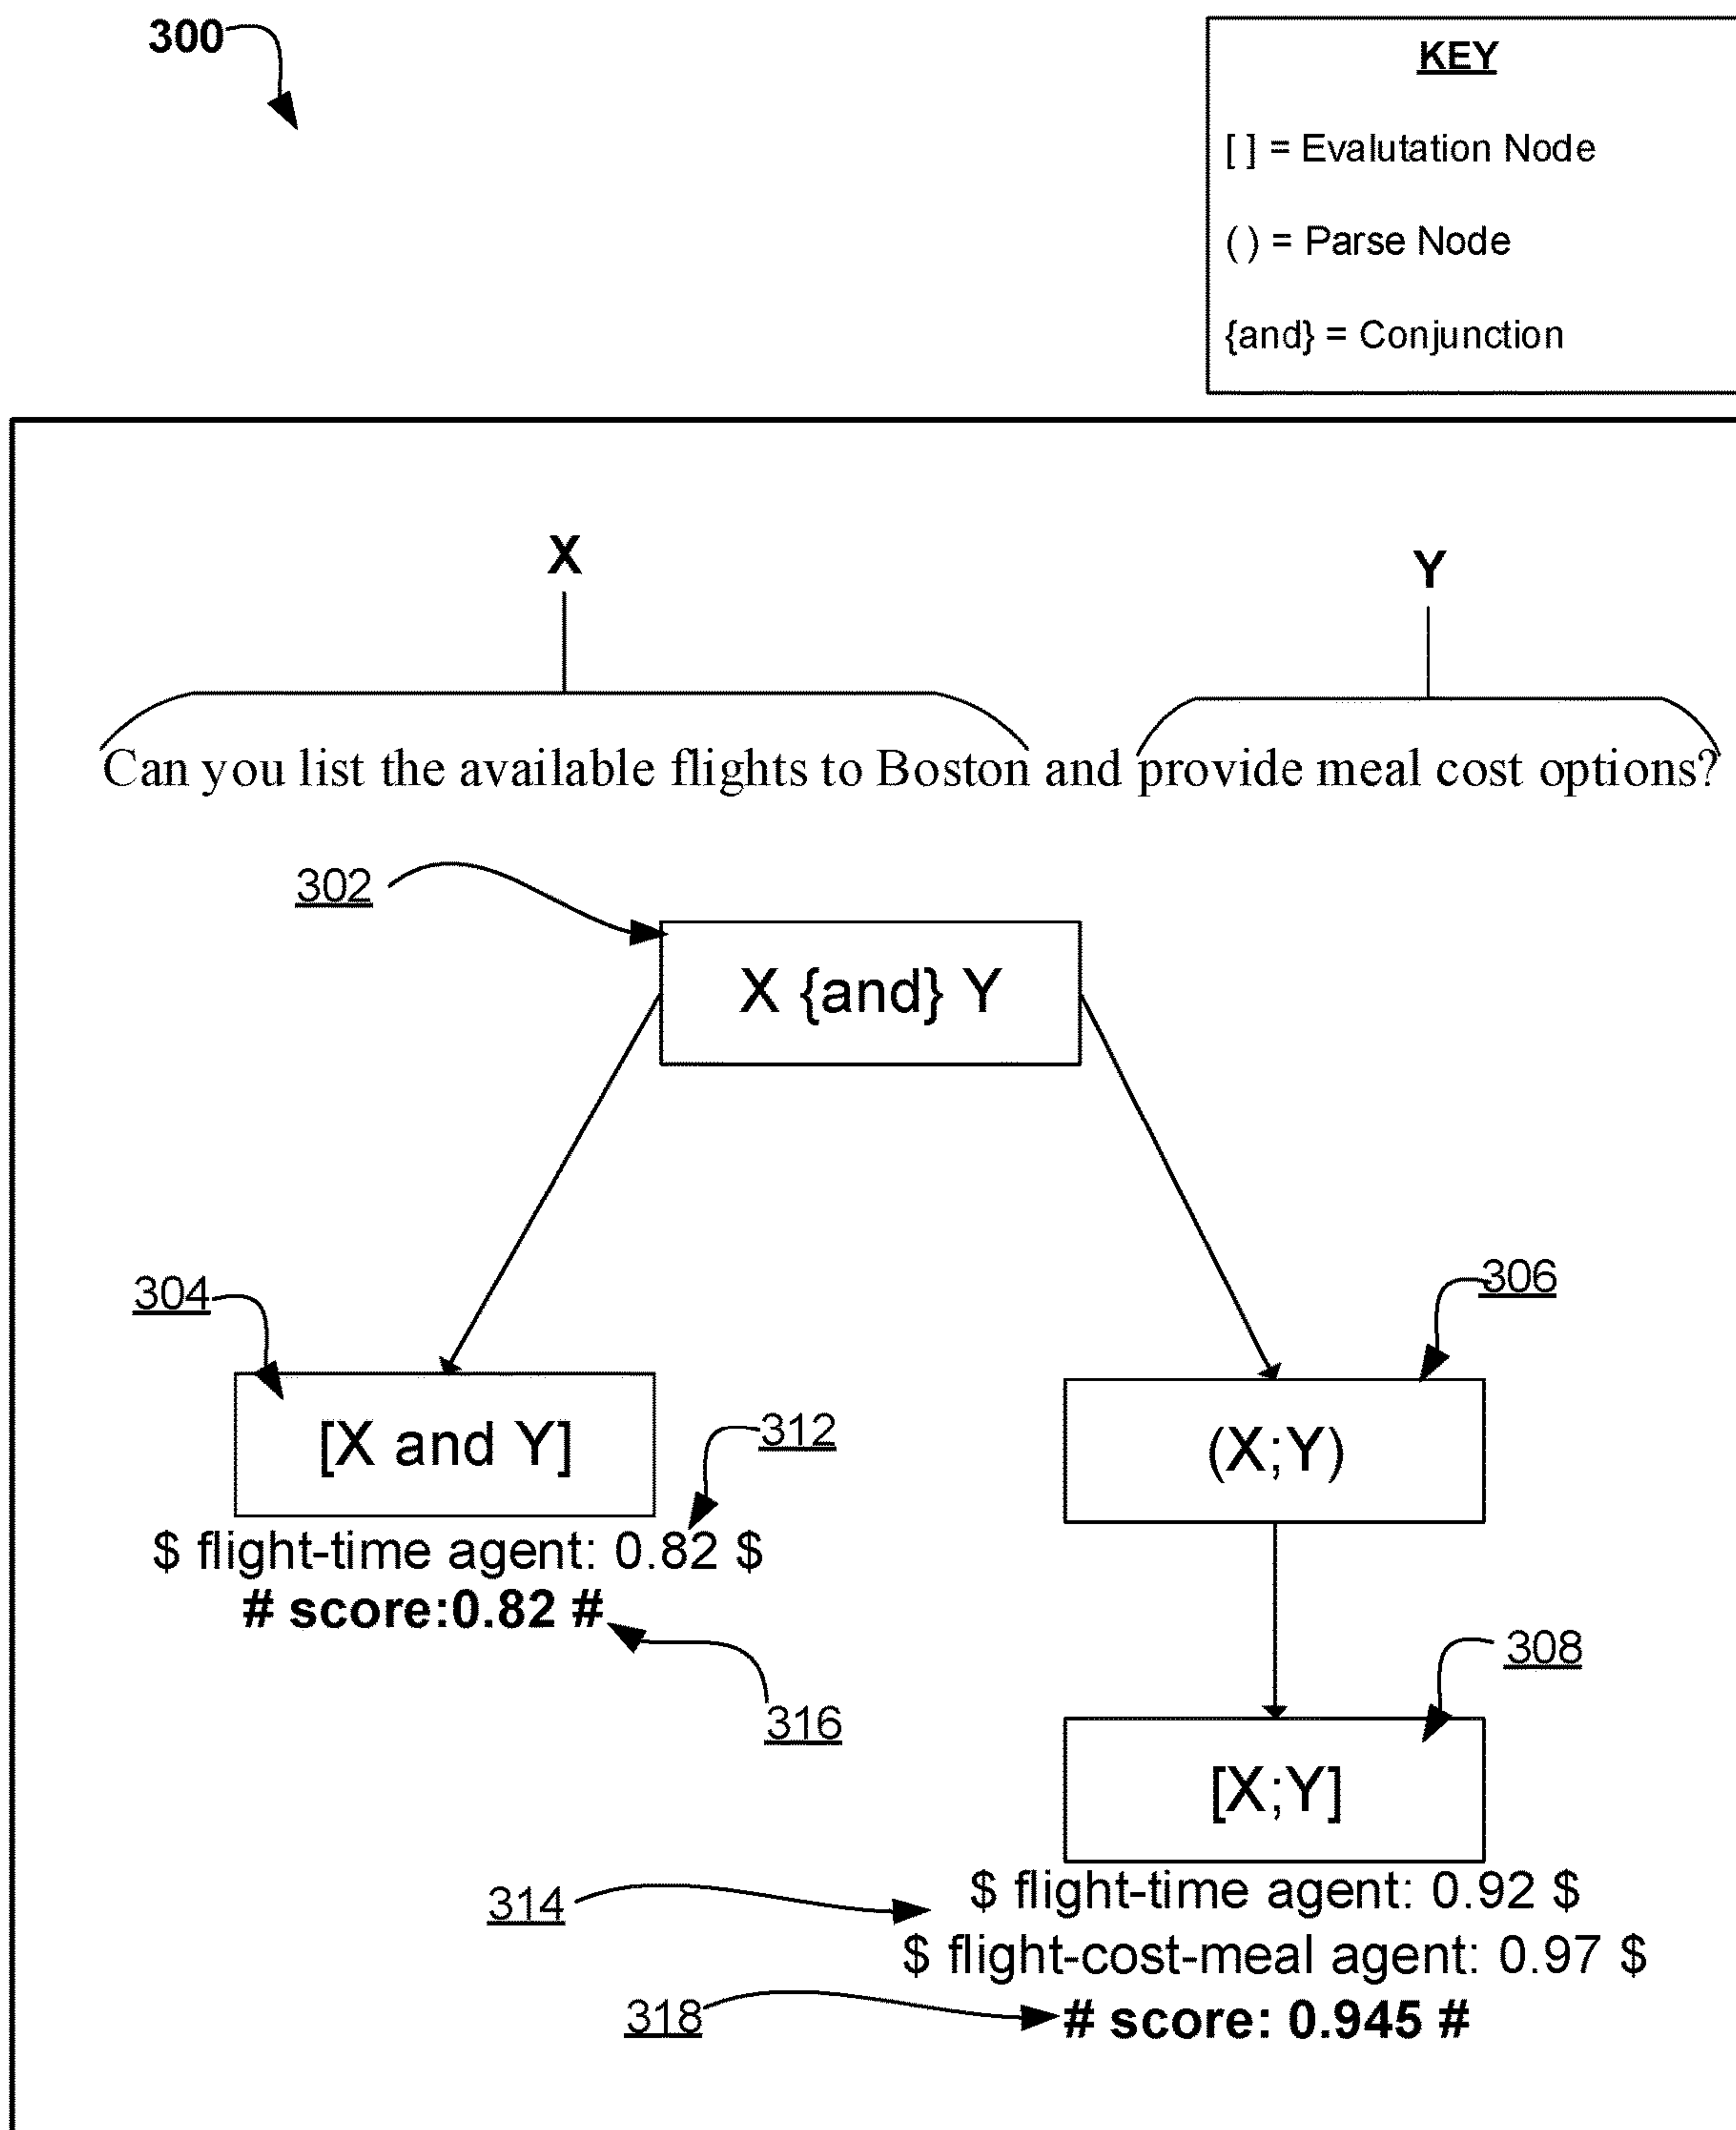 300
KEY
[ ] = Evalutation Node
( ) = Parse Node
{and} = Conjunction
X
Y
Can you list the available flights to Boston and provide meal cost options?
302
X {and} Y
304
306
[X and Y]
312
(X;Y)
$ flight-time agent: 0.82 $
# score:0.82 #
308
316
[X;Y]
314
$ flight-time agent: 0.92 $
$ flight-cost-meal agent: 0.97 $
318
# score: 0.945 #